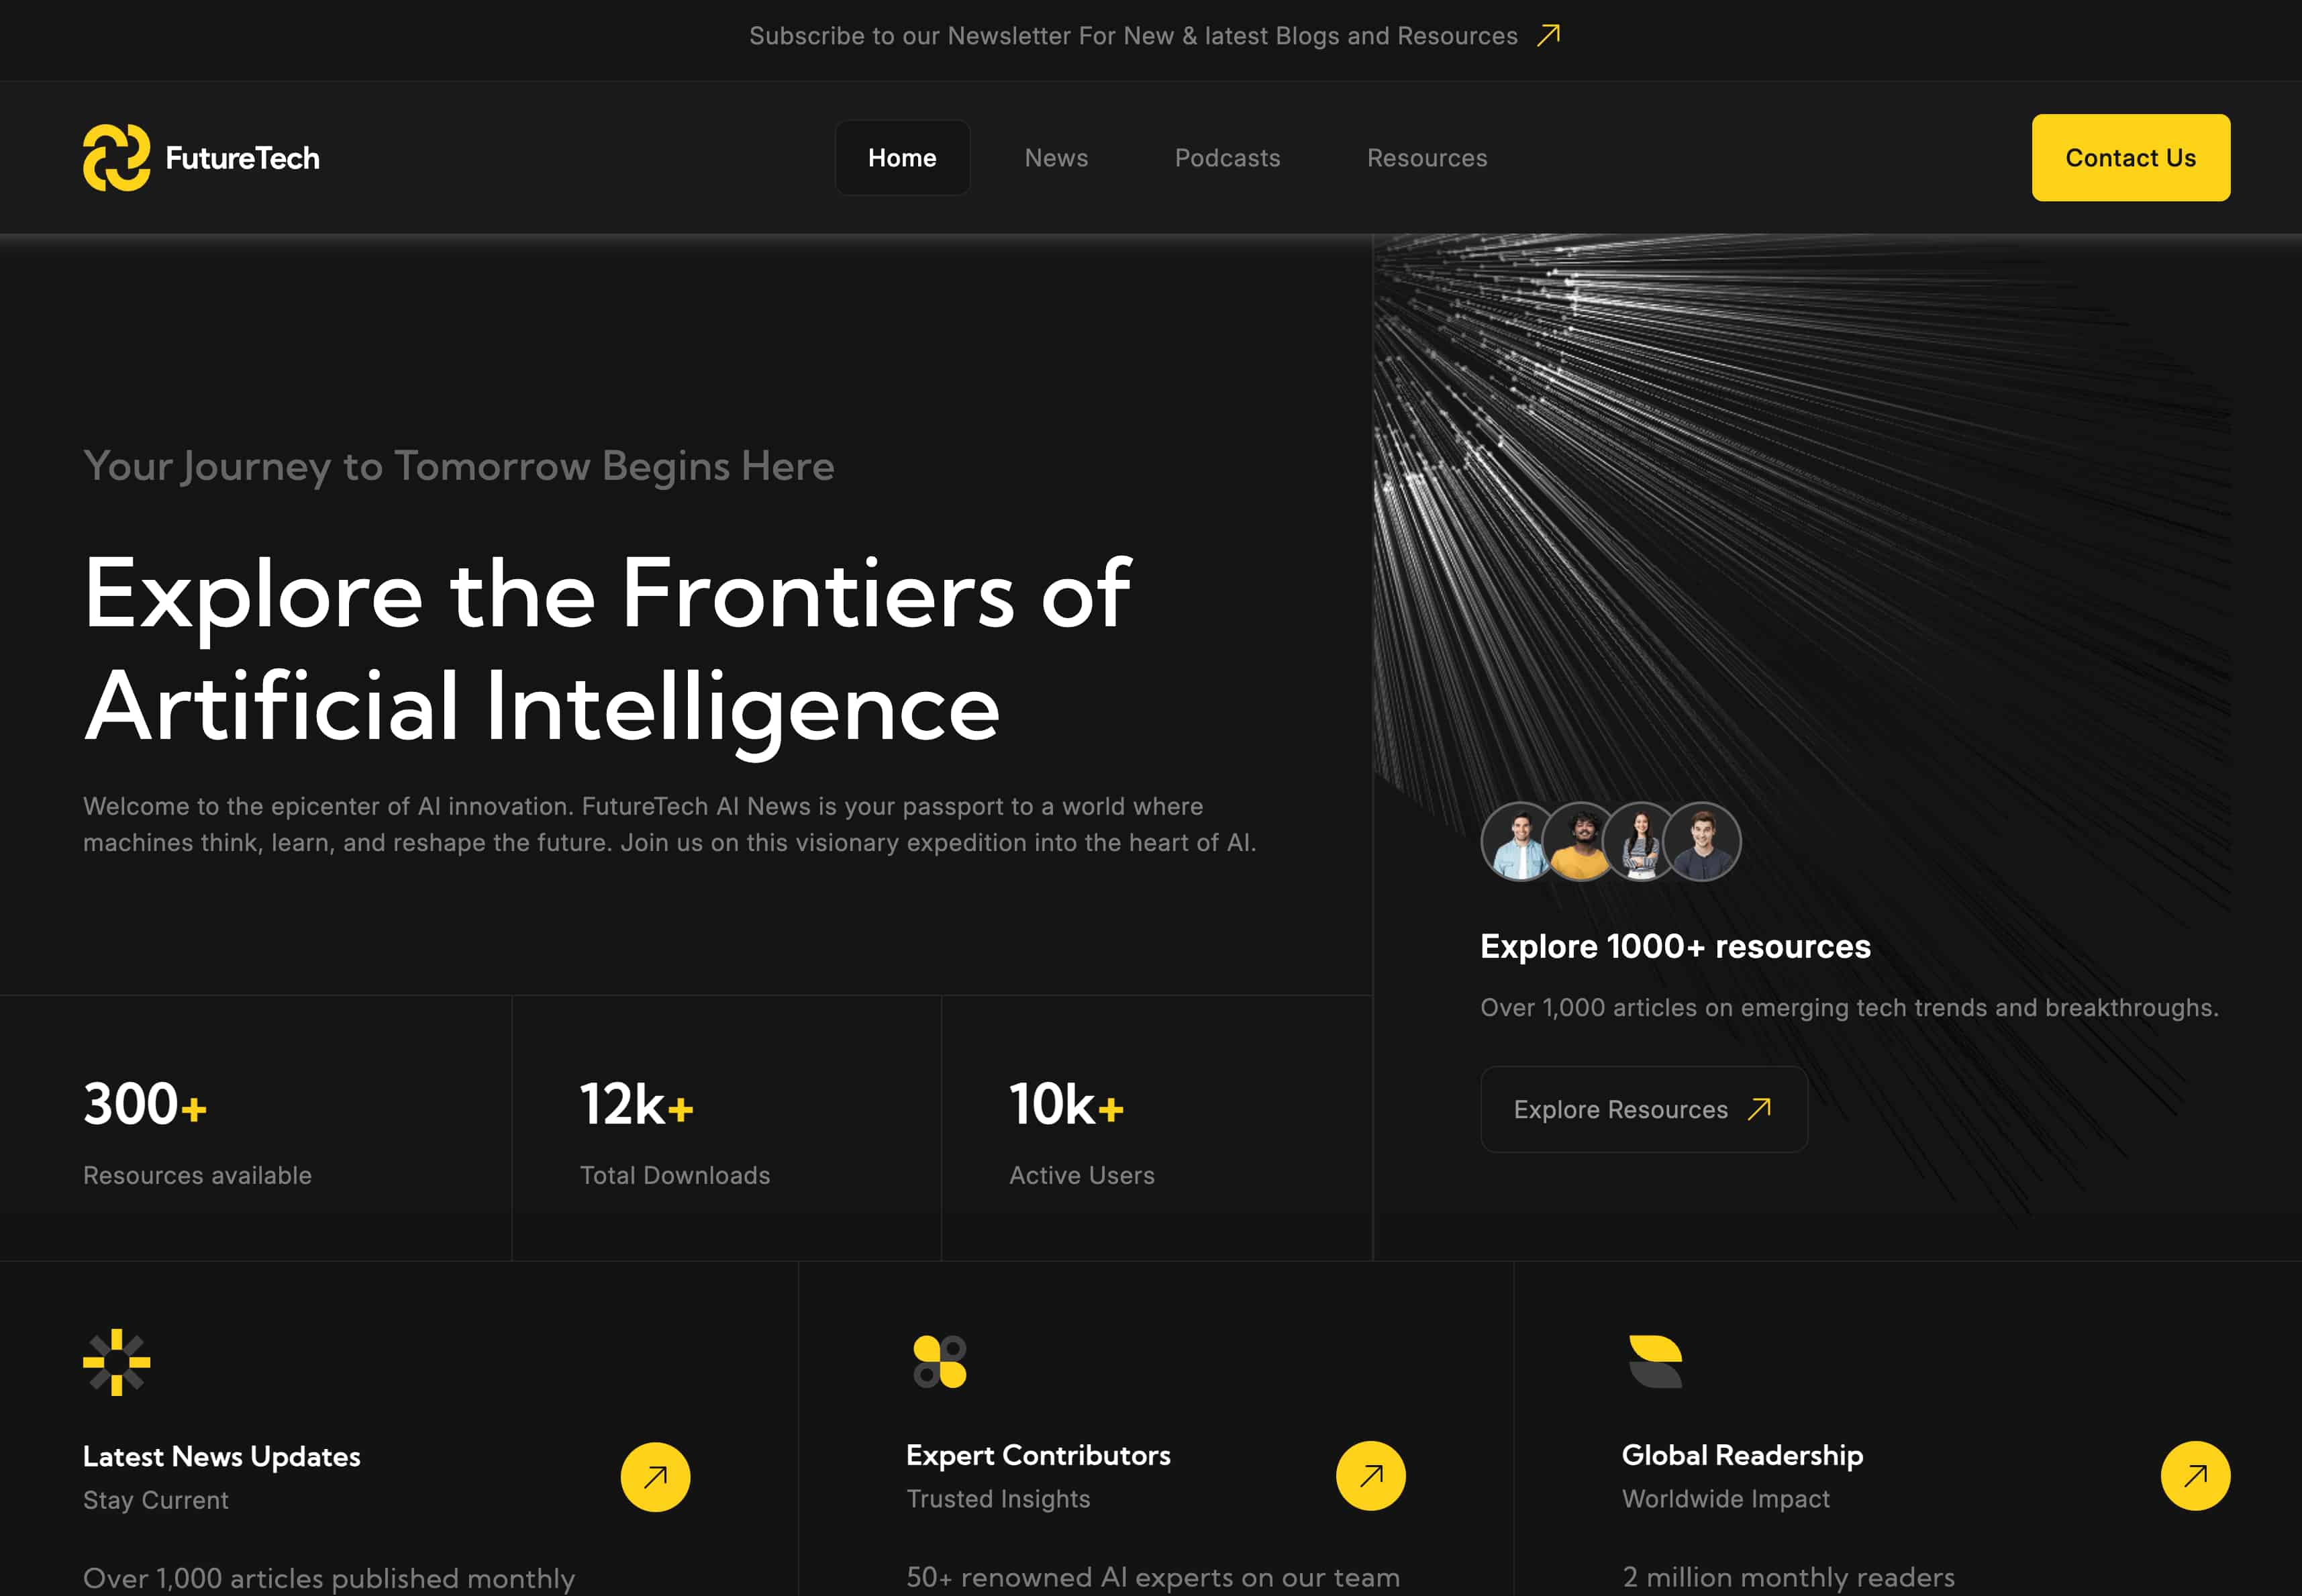 Subscribe to our Newsletter For New & latest Blogs and Resources
FutureTech
Home
News
Podcasts
Resources
Contact Us
Your Journey to Tomorrow Begins Here
Explore the Frontiers of
Artificial Intelligence
Welcome to the epicenter of AI innovation. FutureTech AI News is your passport to a world where
machines think, learn, and reshape the future. Join us on this visionary expedition into the heart of AI.
300+
Resources available
12k+
Total Downloads
10k+
Active Users
Explore 1000+ resources
Over 1,000 articles on emerging tech trends and breakthroughs.
Explore Resources
Latest News Updates
Stay Current
Over 1,000 articles published monthly
Expert Contributors
Trusted Insights
50+ renowned AI experts on our team
Global Readership
Worldwide Impact
2 million monthly readers